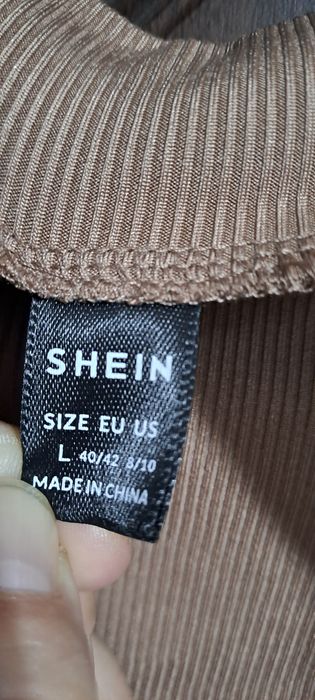 SHEIN
SIZE EU US
L 40/42 8/10
MADE IN CHINA